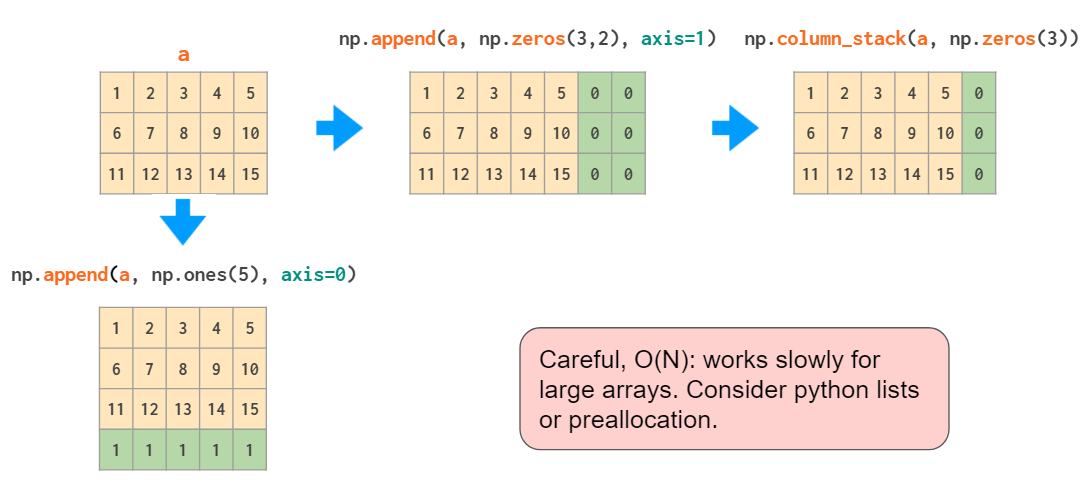 np.append(a, np.zeros(3,2), axis=1)
np.column_stack(a, np.zeros(3))
a
1 2 3 4 5
6 7 8 9 10
11 12 13 14 15
1 2 3 4 5 0 0
6 7 8 9 10 0 0
11 12 13 14 15 0 0
1 2 3 4 5 0
6 7 8 9 10 0
11 12 13 14 15 0
np.append(a, np.ones(5), axis=0)
1 2 3 4 5
6 7 8 9 10
11 12 13 14 15
1 1 1 1 1
Careful, O(N): works slowly for
large arrays. Consider python lists
or preallocation.